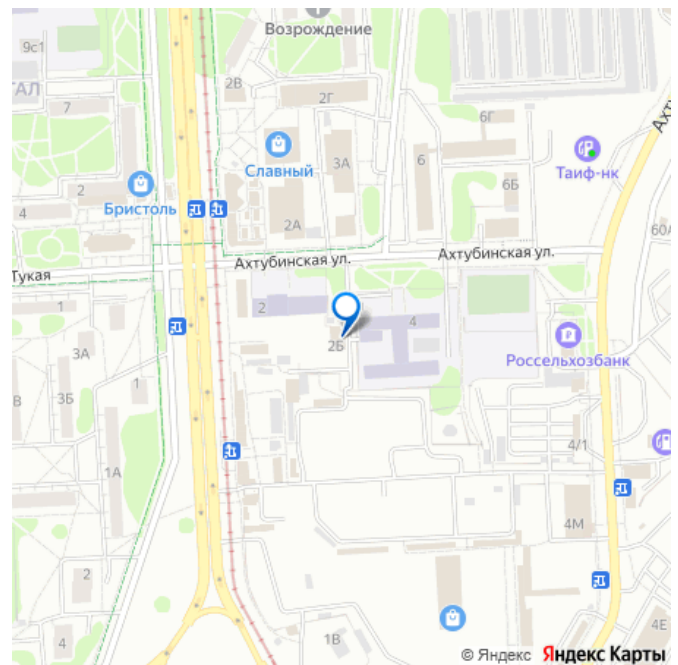 9с1
Возрождение
ТАЛ
2В
2Г
7
6Г
Ахт
Славный
3А
6
Таиф-нк
2
Бристоль
6Б
4
2А
60А
Ахтубинская ул.
Ахтубинская ул.
Тукая
1
2
4
3А
2Б
Россельхозбанк
1
3Б
В
4/1
1А
4М
2
1В
4Е
4
© Яндекс Яндекс Карты